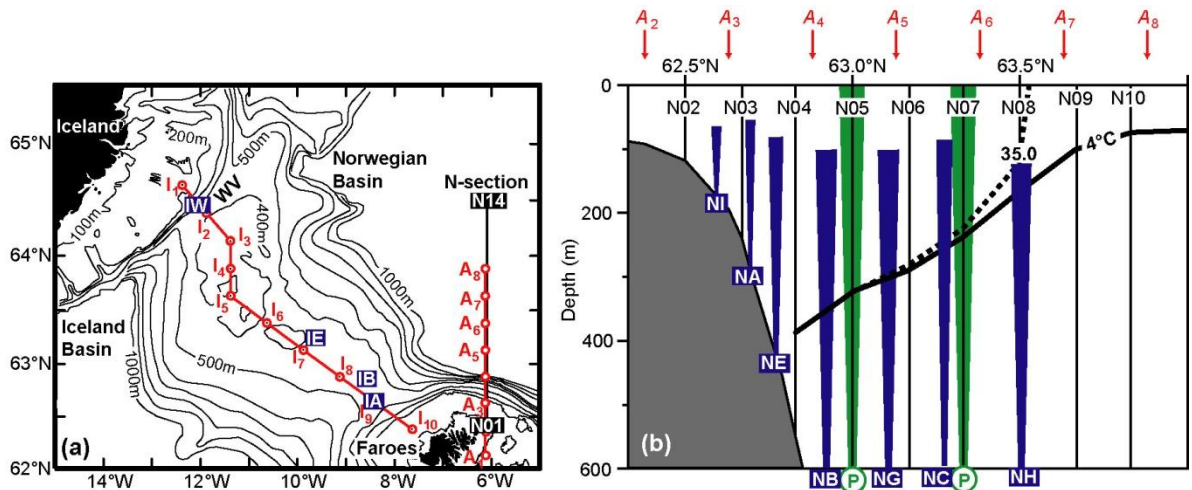 65°N
64°N
63°N
62°N
14°W
12°W
10°W
8°W
6°W
Iceland
200m
100m
500m
400m
1000m
Norwegian
Basin
WV
N-section
N14
I1
IW
I2
I3
I4
I5
I6
IE
I7
I8
IB
IA
I9
I10
Iceland
Basin
500m
1000m
1000m
A8
A7
A6
A5
A3
N01
A
Faroes
(a)
A2 A3 A4 A5 A6 A7 A8
62.5°N 63.0°N 63.5°N
N02 N03 N04 N05 N06 N07 N08 N09 N10
0
200
400
600
Depth (m)
35.0
4°C
NI
NA
NE
NB P NG NC P NH
(b)